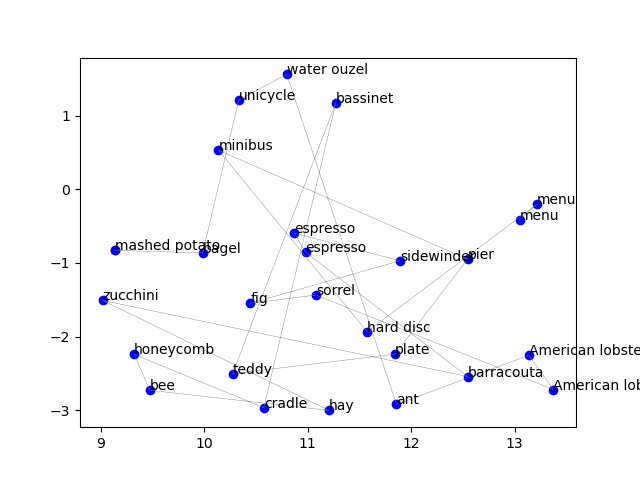 water ouzel
unicycle
bassinet
1
minibus
menu
0
menu
espresso
mashed potato
bagel
espresso
sidewinder
pier
−1
fig
sorrel
zucchini
hard disc
−2
honeycomb
plate
American lobste
teddy
barracouta
bee
American lob
cradle
hay
ant
−3
9
10
11
12
13